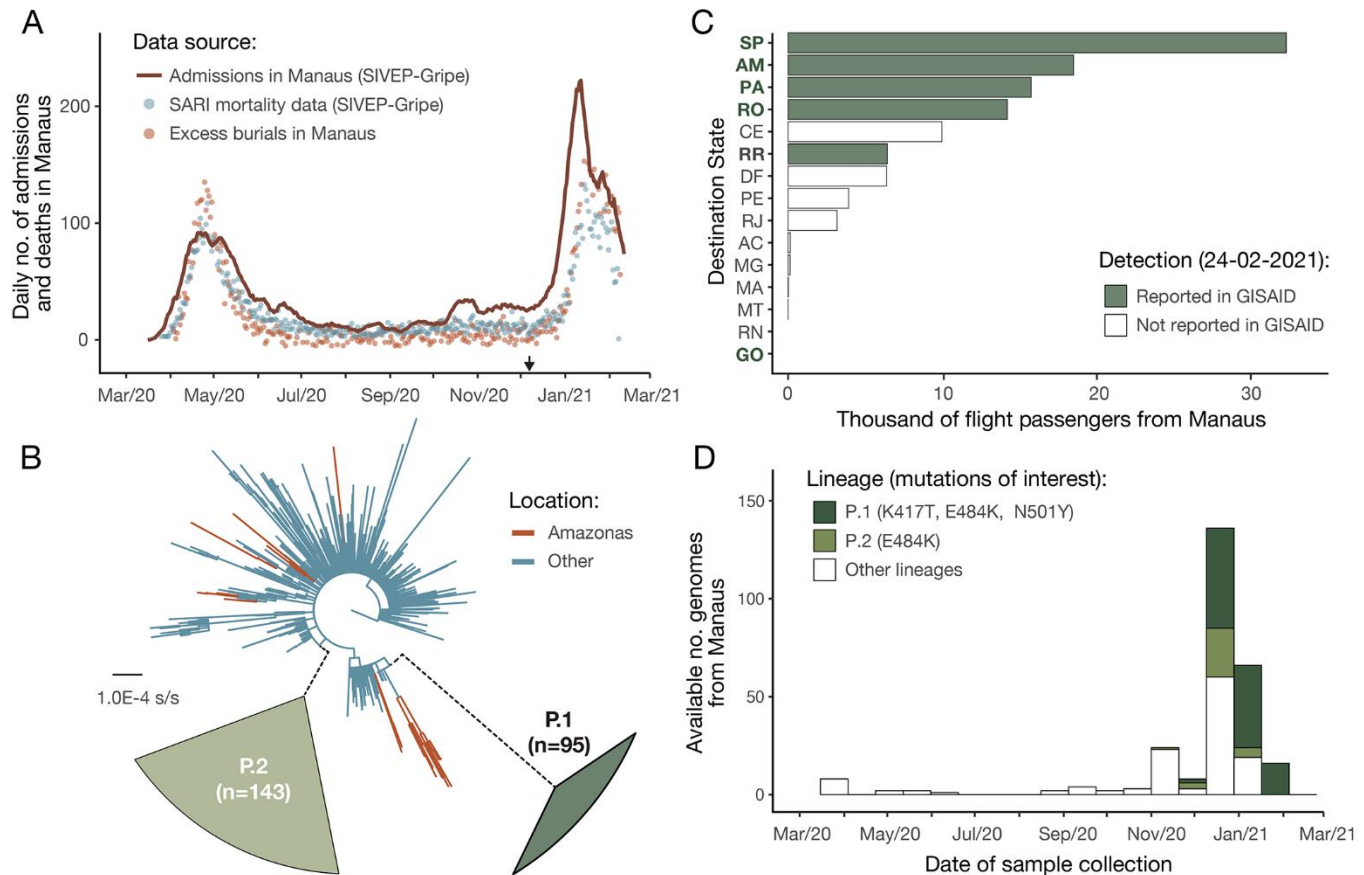 A
Data source:
Admissions in Manaus (SIVEP-Gripe)
SARI mortality data (SIVEP-Gripe)
Excess burials in Manaus
Daily no. of admissions
and deaths in Manaus
200
100
0
Mar/20 May/20 Jul/20 Sep/20 Nov/20 Jan/21 Mar/21
B
Location:
Amazonas
Other
1.0E-4 s/s
P.2
(n=143)
P.1
(n=95)
C
Destination State
SP
AM
PA
RO
CE
RR
DF
PE
RJ
AC
MG
MA
MT
RN
GO
Detection (24-02-2021):
Reported in GISAID
Not reported in GISAID
0 10 20 30
Thousand of flight passengers from Manaus
D
Lineage (mutations of interest):
P.1 (K417T, E484K, N501Y)
P.2 (E484K)
Other lineages
Available no. genomes
from Manaus
150
100
50
0
Mar/20 May/20 Jul/20 Sep/20 Nov/20 Jan/21 Mar/21
Date of sample collection